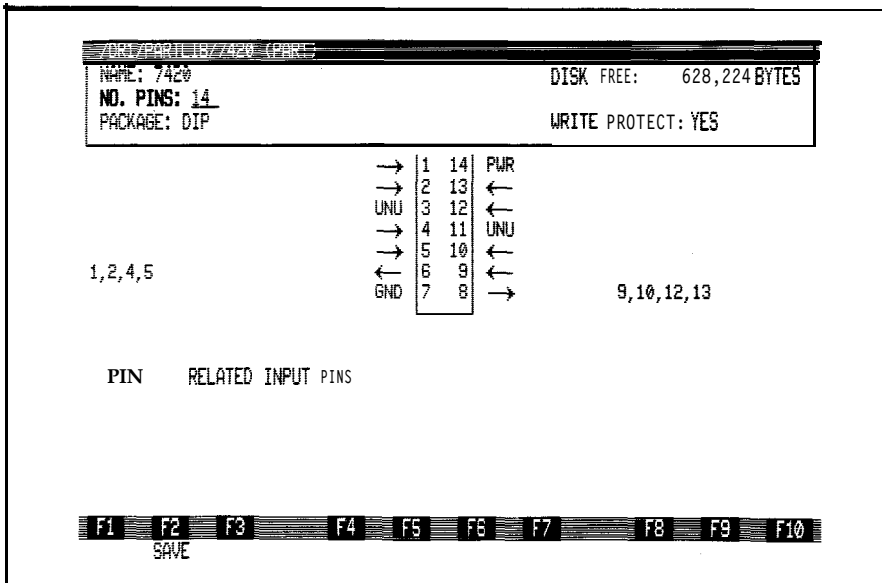 /DR1/PARTLIB/7420 (PART)
NAME: 7420 DISK FREE: 628,224 BYTES
NO. PINS: 14
PACKAGE: DIP WRITE PROTECT: YES
→ 1 14 PWR
→ 2 13 ←
UNU 3 12 ←
→ 4 11 UNU
→ 5 10 ←
1,2,4,5 ← 6 9 ←
GND 7 8 → 9,10,12,13
PIN RELATED INPUT PINS
F1 F2 F3 F4 F5 F6 F7 F8 F9 F10
SAVE